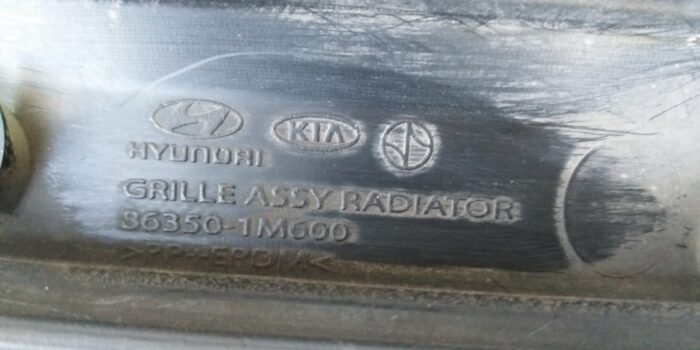 HYUNDAI KIA
GRILLE ASSY RADIATOR
86350-1M600
>PP+EPDM<